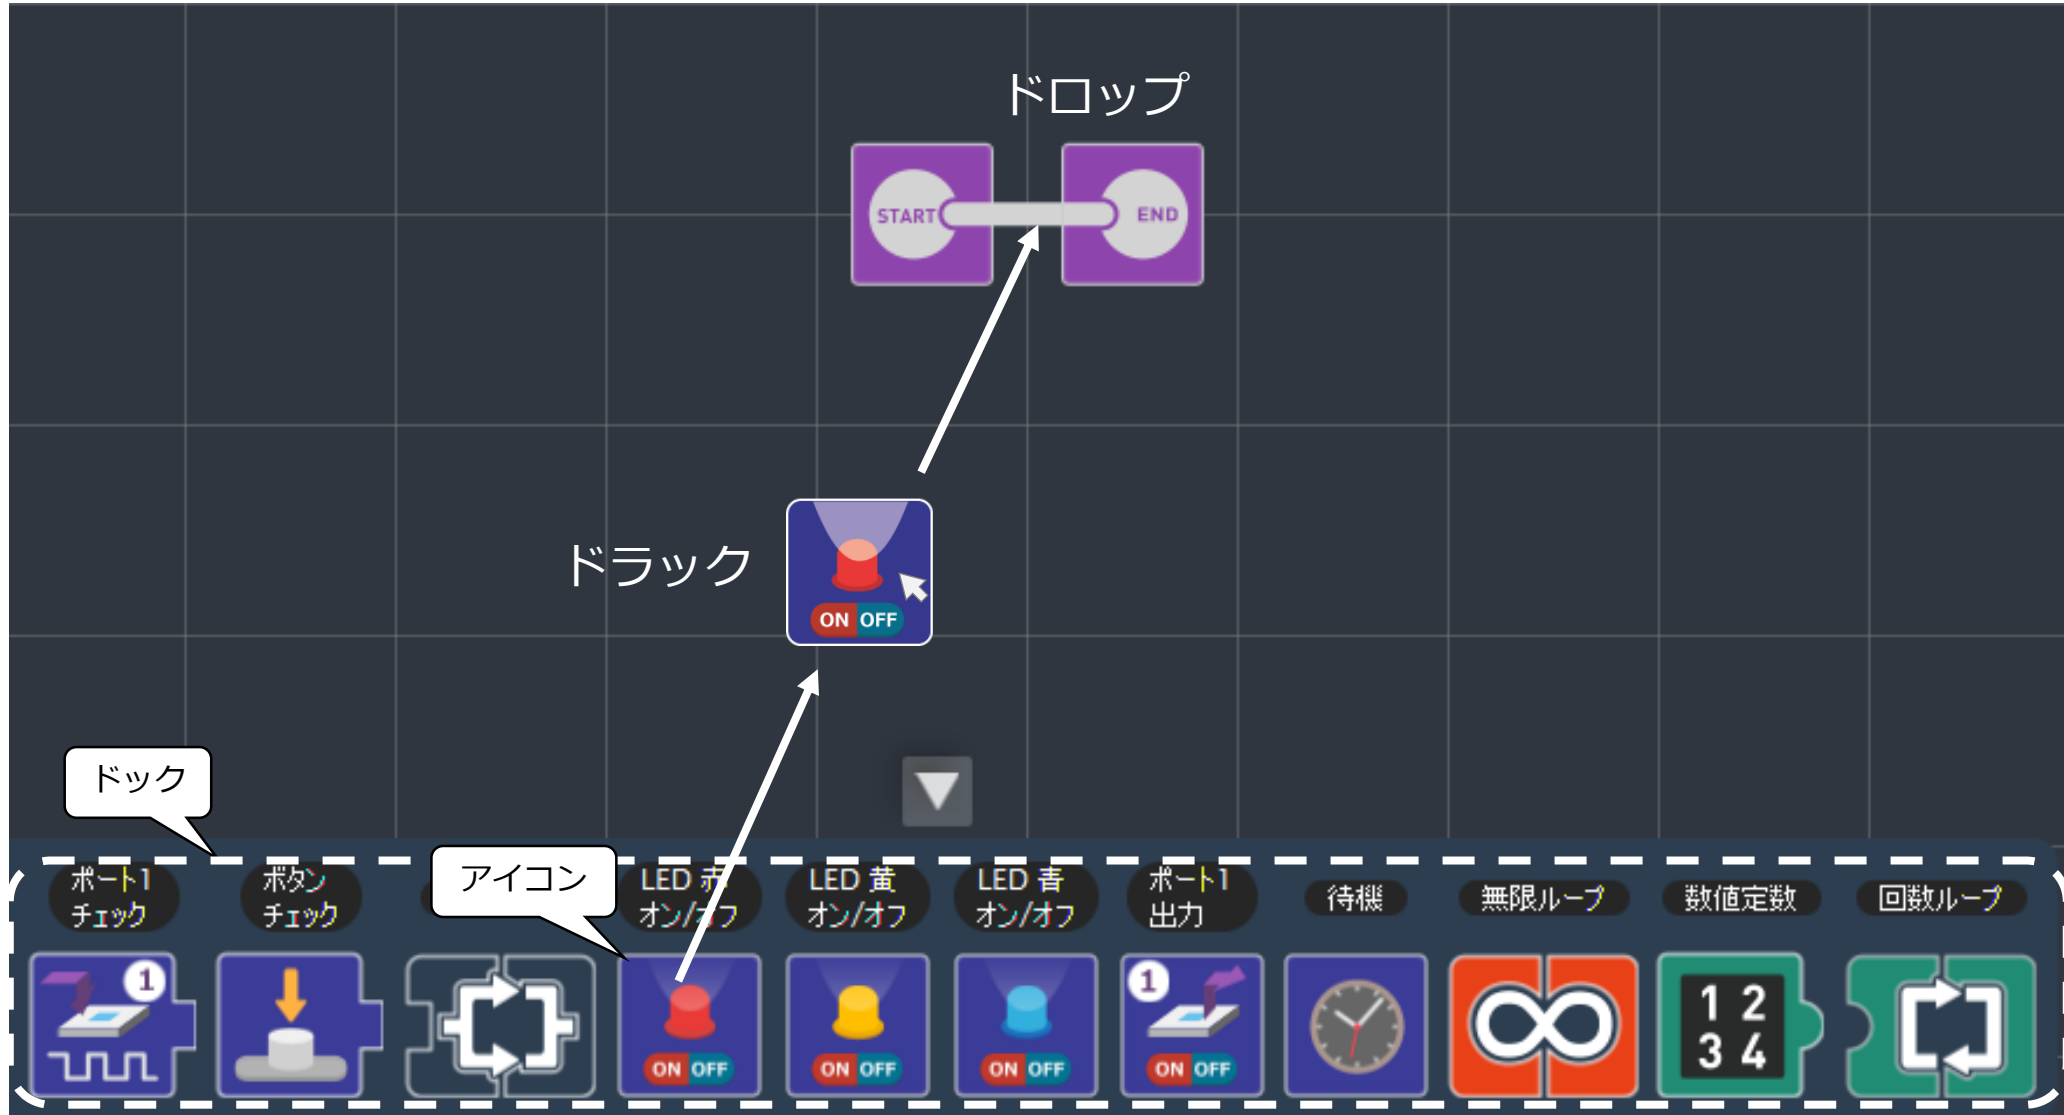 ドロップ
START
END
ドラック
ON OFF
ドック
アイコン
ポート1
チェック
ボタン
チェック
LED 赤
オン/オフ
LED 黄
オン/オフ
LED 青
オン/オフ
ポート1
出力
待機
無限ループ
数値定数
回数ループ
1
ON OFF
ON OFF
ON OFF
1
ON OFF
1 2
3 4